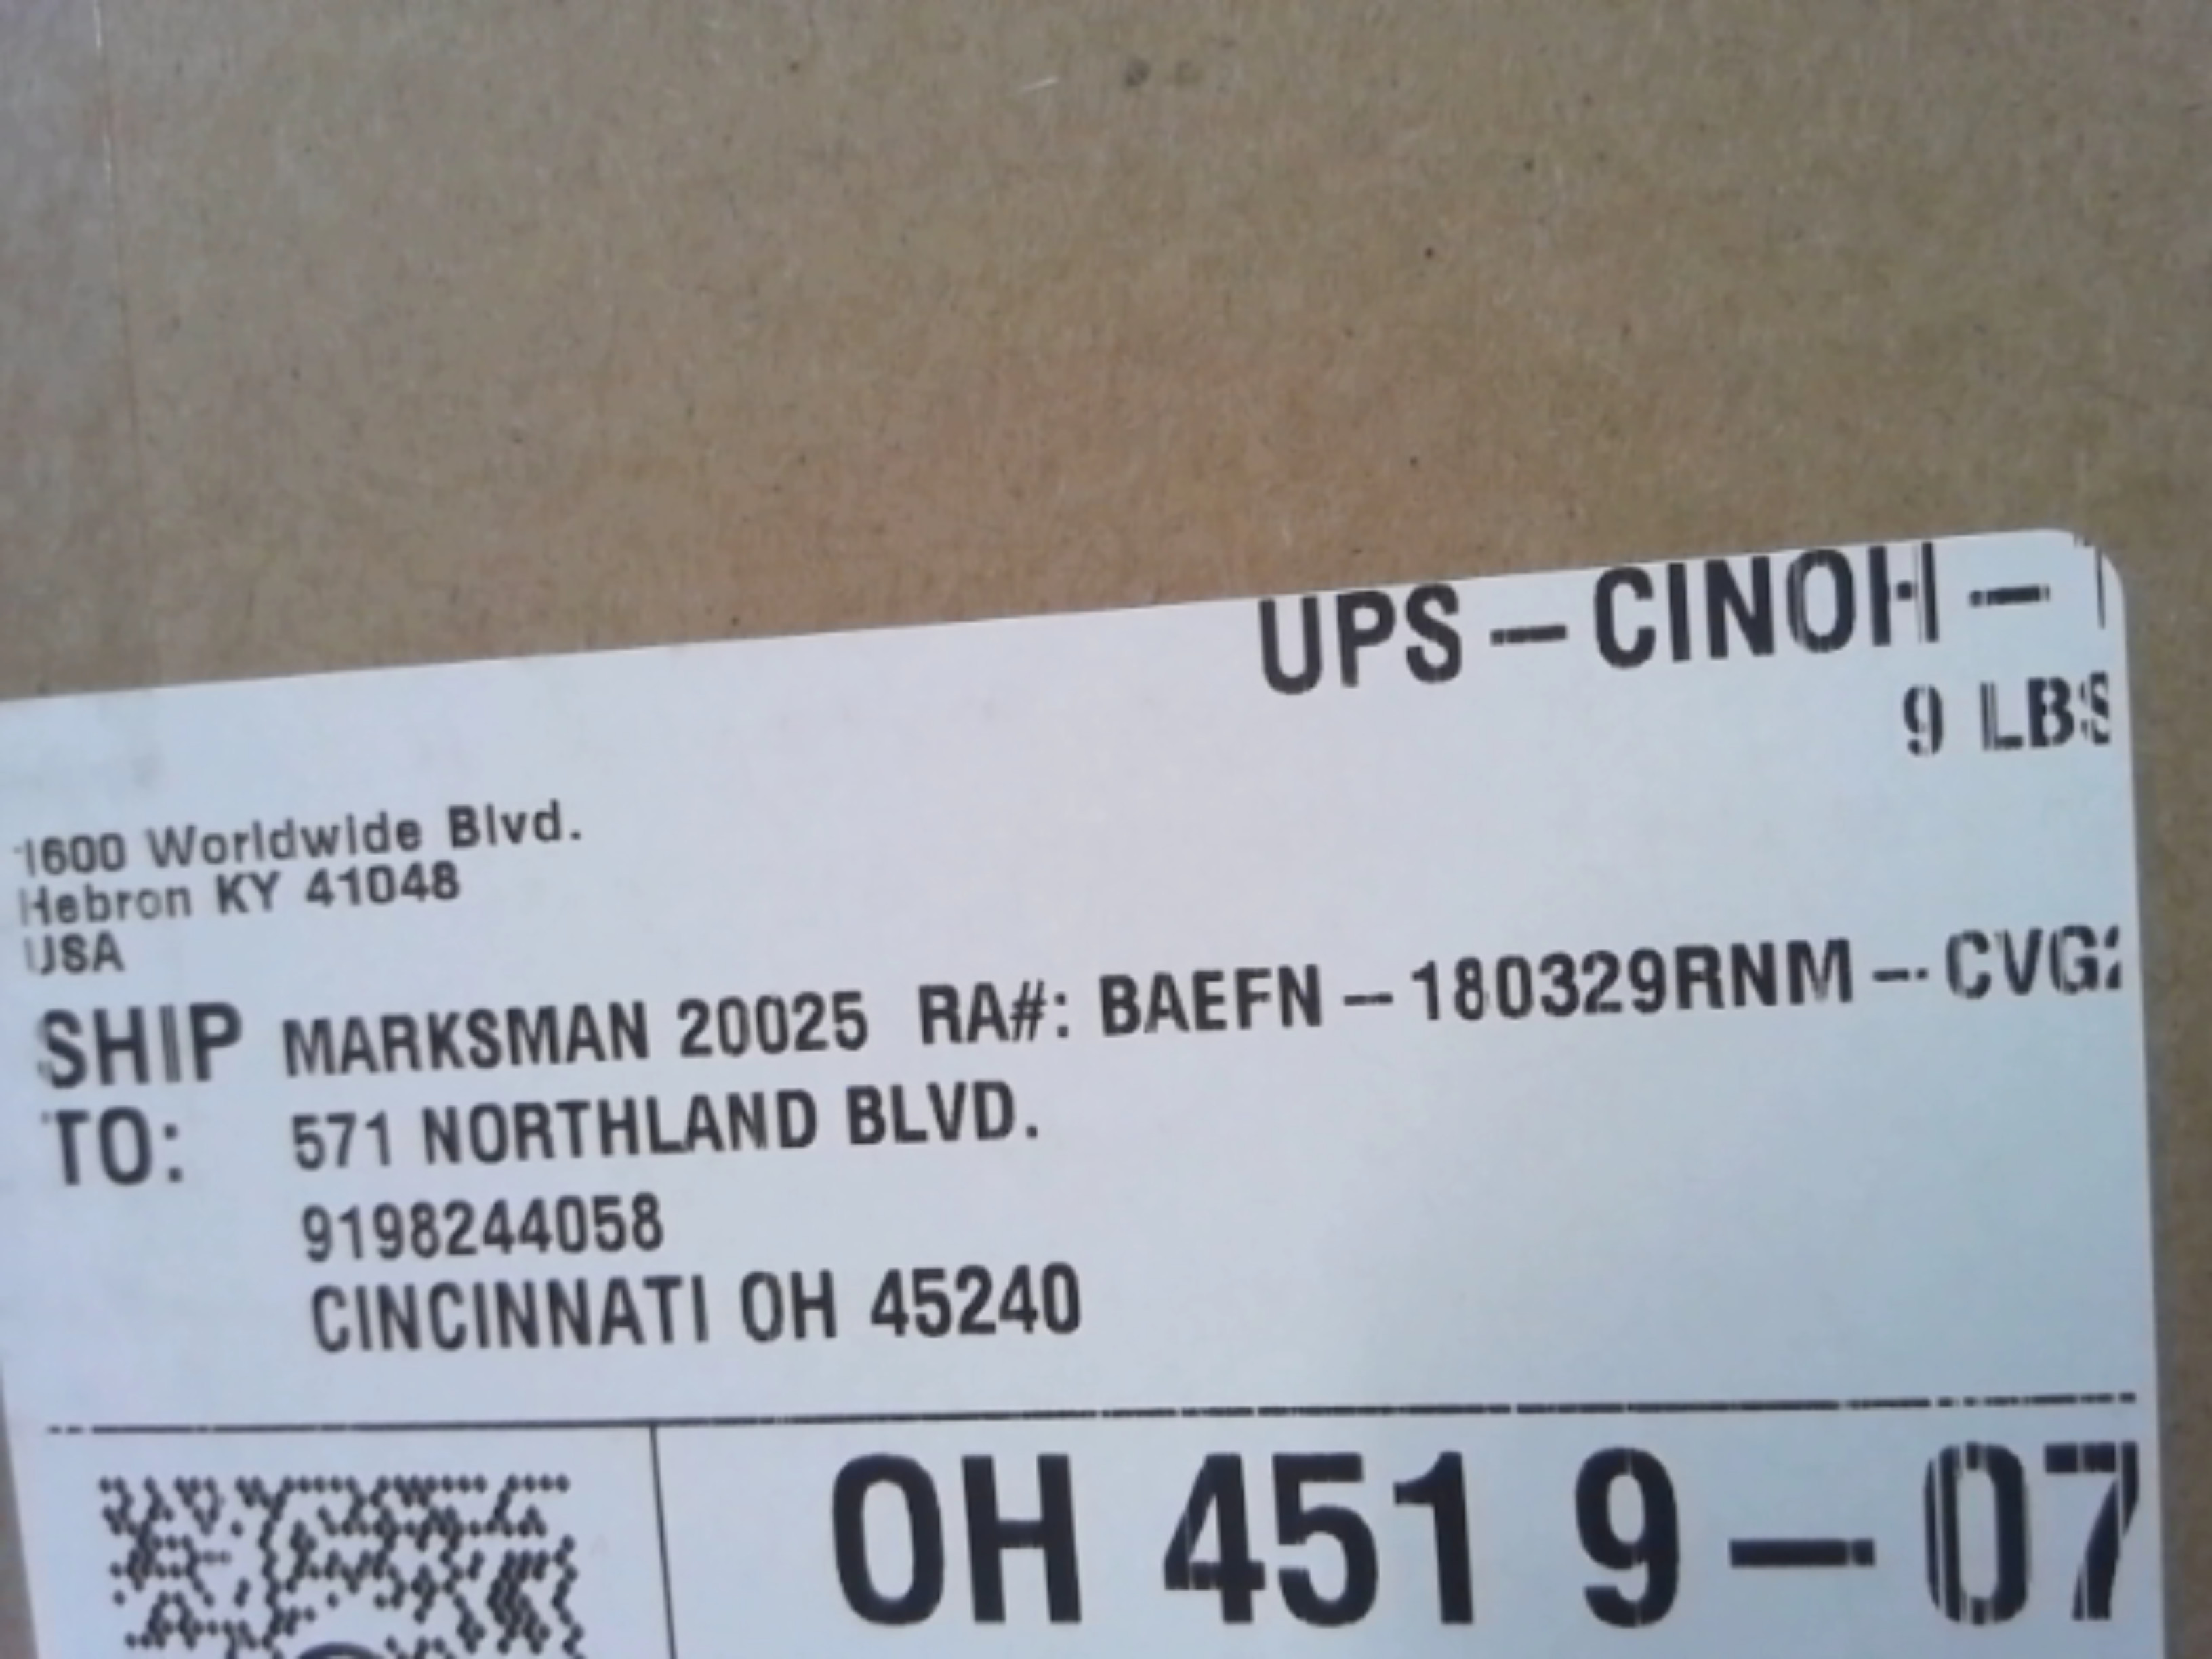 UPS - CINOH -
9 LBS
1600 Worldwide Blvd.
Hebron KY 41048
USA
SHIP TO: MARKSMAN 20025 RA#: BAEFN - 180329RNM - CVG
571 NORTHLAND BLVD.
9198244058
CINCINNATI OH 45240
OH 451 9 - 07